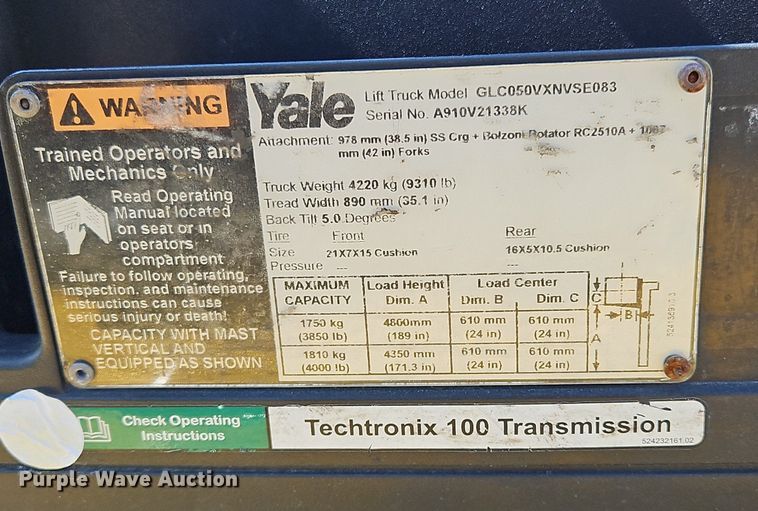 WARNING
Trained Operators and
Mechanics Only
Read Operating
Manual located
on seat or in
operators
compartment
Failure to follow operating,
inspection, and maintenance
instructions can cause
serious injury or death!
CAPACITY WITH MAST
VERTICAL AND
EQUIPPED AS SHOWN
Yale
Lift Truck Model GLC050VXNVSE083
Serial No. A910V21338K
Attachment: 978 mm (38.5 in) SS Crg + Bolzoni Rotator RC2510A + 1067
mm (42 in) Forks
Truck Weight 4220 kg (9310 lb)
Tread Width 890 mm (35.1 in)
Back Tilt 5.0 Degrees
Tire Front Rear
Size 21X7X15 Cushion 16X5X10.5 Cushion
Pressure --- ---
MAXIMUM CAPACITY Load Height Dim. A Load Center Dim. B Dim. C
1750 kg 4800mm 610 mm 610 mm
(3850 lb) (189 in) (24 in) (24 in)
1810 kg 4350 mm 610 mm 610 mm
(4000 lb) (171.3 in) (24 in) (24 in)
C
B
A
Check Operating
Instructions
Techtronix 100 Transmission
524232161.02
Purple Wave Auction